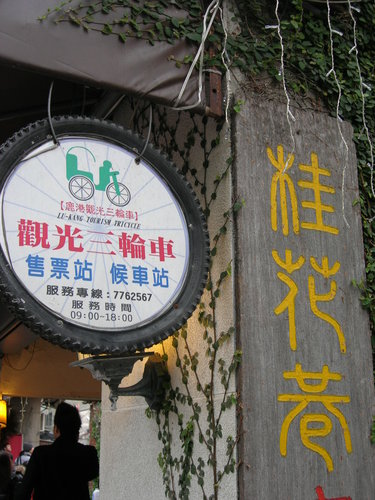 【鹿港觀光三輪車】
LU-KANG TOURISM TRICYCLE
觀光三輪車
售票站 候車站
服務專線：7762567
服務時間
09:00~18:00
桂花巷